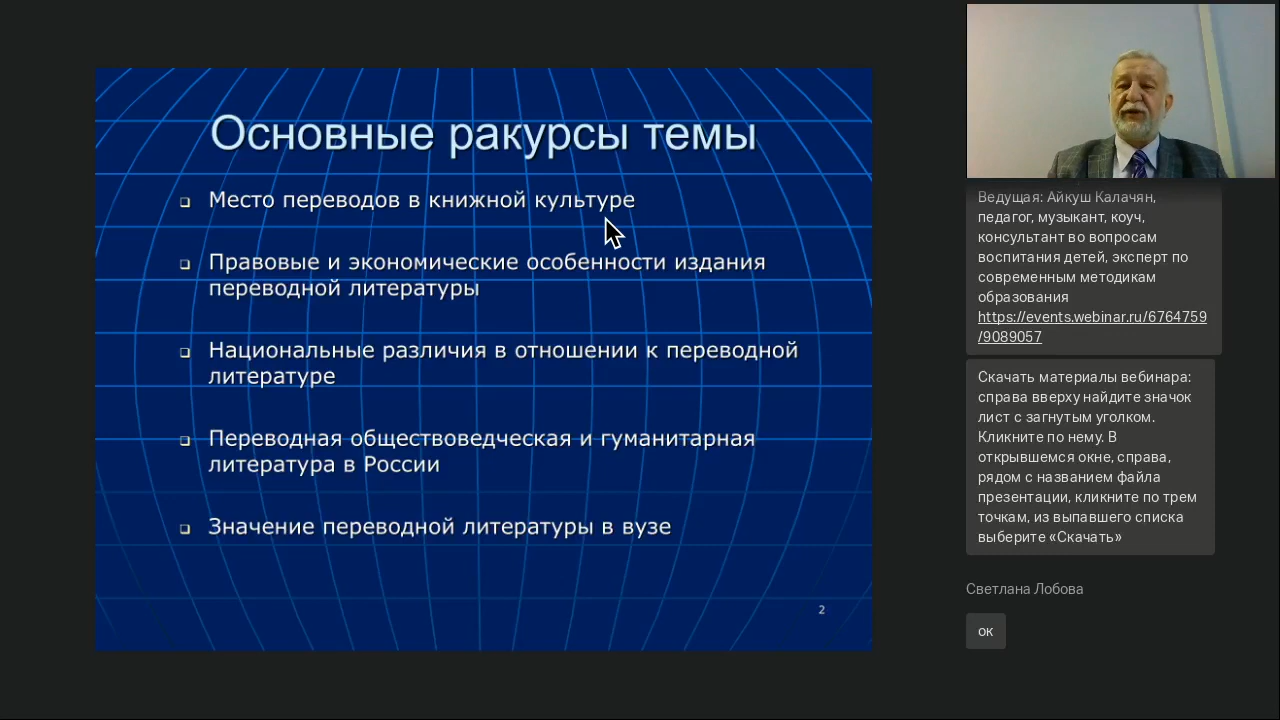 Основные ракурсы темы
Место переводов в книжной культуре
Правовые и экономические особенности издания
переводной литературы
Национальные различия в отношении к переводной
литературе
Переводная обществоведческая и гуманитарная
литература в России
Значение переводной литературы в вузе
2
Ведущая: Айкуш Калачян,
педагог, музыкант, коуч,
консультант во вопросам
воспитания детей, эксперт по
современным методикам
образования
https://events.webinar.ru/6764759
/9089057
Скачать материалы вебинара:
справа вверху найдите значок
лист с загнутым уголком.
Кликните по нему. В
открывшемся окне, справа,
рядом с названием файла
презентации, кликните по трем
точкам, из выпавшего списка
выберите «Скачать»
Светлана Лобова
ок